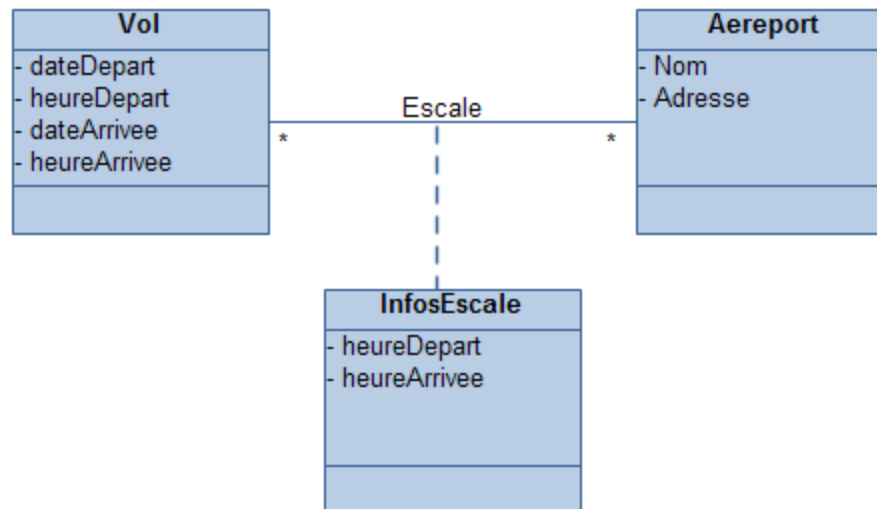 Vol
- dateDepart
- heureDepart
- dateArrivee
- heureArrivee
Escale
*
*
Aereport
- Nom
- Adresse
InfosEscale
- heureDepart
- heureArrivee